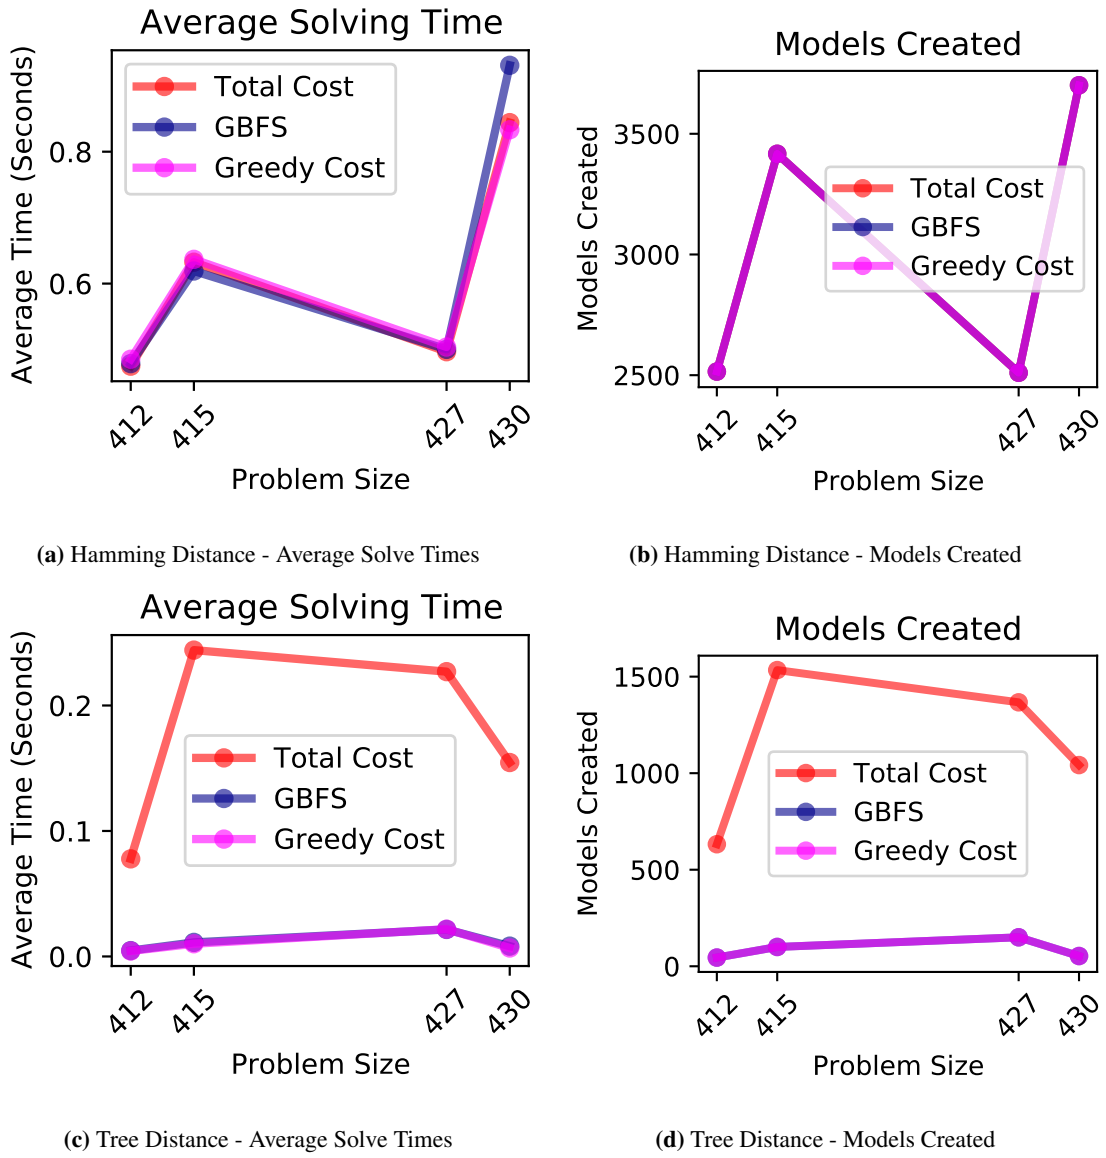 Average Solving Time
Average Time (Seconds)
0.8
0.6
Total Cost
GBFS
Greedy Cost
412
415
427
430
Problem Size
(a) Hamming Distance - Average Solve Times
Models Created
Models Created
3500
3000
2500
Total Cost
GBFS
Greedy Cost
412
415
427
430
Problem Size
(b) Hamming Distance - Models Created
Average Solving Time
Average Time (Seconds)
0.2
0.1
0.0
Total Cost
GBFS
Greedy Cost
412
415
427
430
Problem Size
(c) Tree Distance - Average Solve Times
Models Created
Models Created
1500
1000
500
0
Total Cost
GBFS
Greedy Cost
412
415
427
430
Problem Size
(d) Tree Distance - Models Created